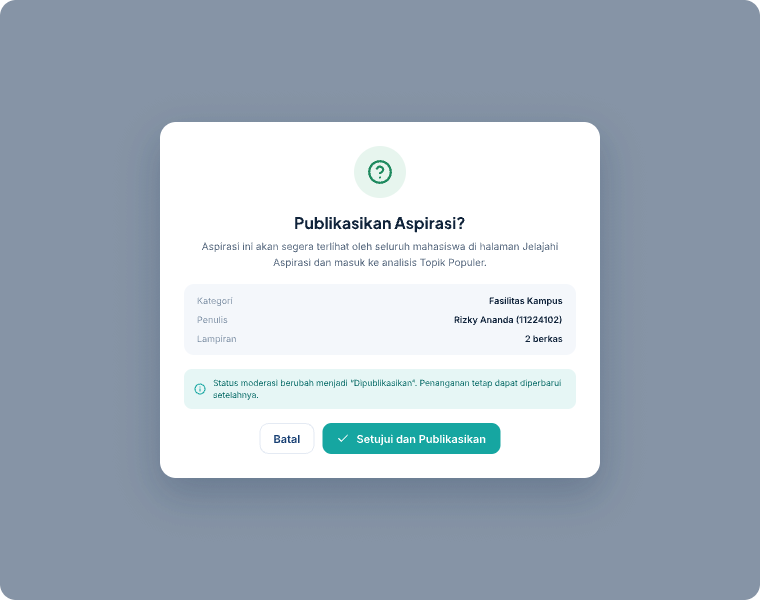 Publikasikan Aspirasi?
Aspirasi ini akan segera terlihat oleh seluruh mahasiswa di halaman Jelajahi
Aspirasi dan masuk ke analisis Topik Populer.
Kategori Fasilitas Kampus
Penulis Rizky Ananda (11224102)
Lampiran 2 berkas
Status moderasi berubah menjadi “Dipublikasikan”. Penanganan tetap dapat diperbarui
setelahnya.
Batal Setujui dan Publikasikan